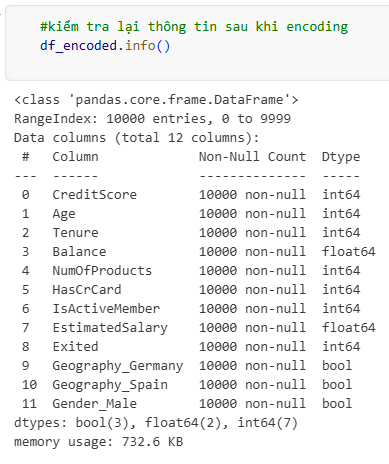 #kiểm tra lại thông tin sau khi encoding
df_encoded.info()
<class 'pandas.core.frame.DataFrame'>
RangeIndex: 10000 entries, 0 to 9999
Data columns (total 12 columns):
 #   Column             Non-Null Count  Dtype
---  ------             --------------  -----
 0   CreditScore        10000 non-null  int64
 1   Age                10000 non-null  int64
 2   Tenure             10000 non-null  int64
 3   Balance            10000 non-null  float64
 4   NumOfProducts      10000 non-null  int64
 5   HasCrCard          10000 non-null  int64
 6   IsActiveMember     10000 non-null  int64
 7   EstimatedSalary    10000 non-null  float64
 8   Exited             10000 non-null  int64
 9   Geography_Germany  10000 non-null  bool
 10  Geography_Spain    10000 non-null  bool
 11  Gender_Male        10000 non-null  bool
dtypes: bool(3), float64(2), int64(7)
memory usage: 732.6 KB